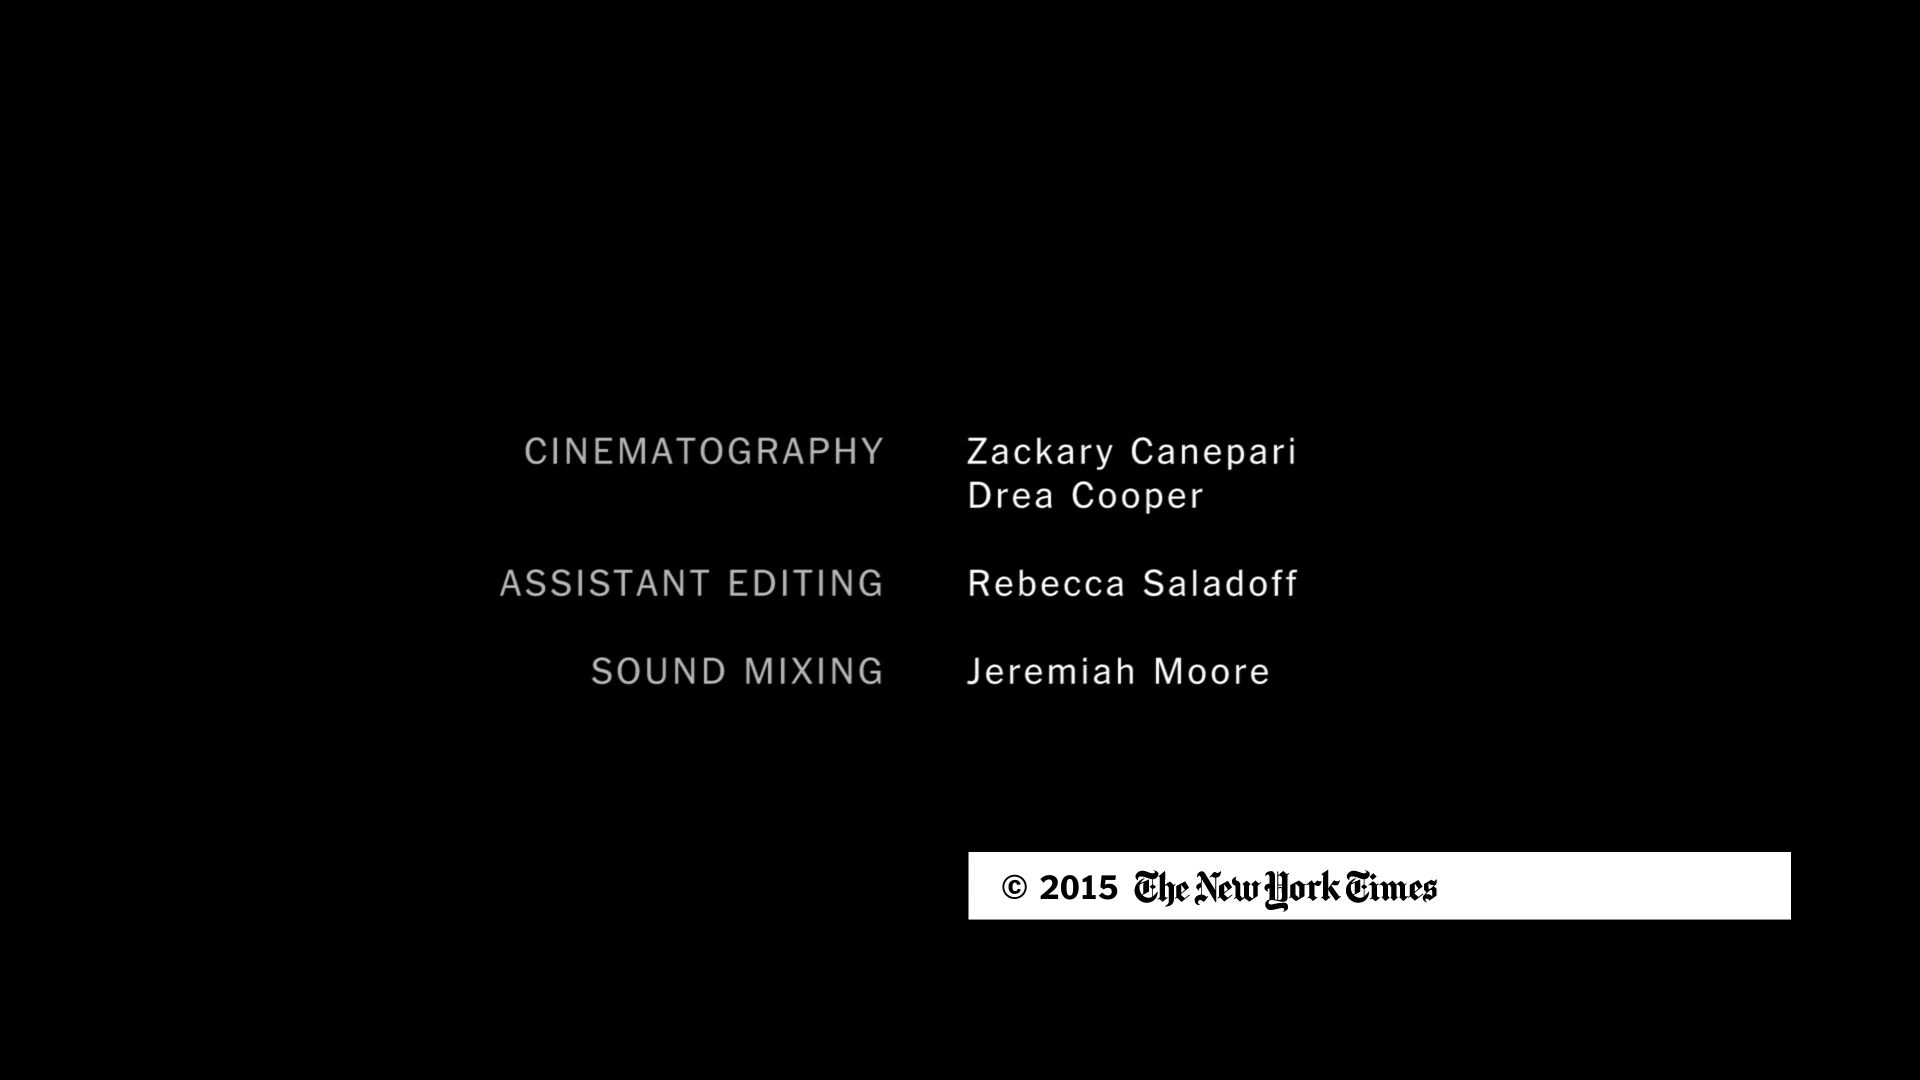 CINEMATOGRAPHY Zackary Canepari
Drea Cooper
ASSISTANT EDITING Rebecca Saladoff
SOUND MIXING Jeremiah Moore
© 2015 The New York Times